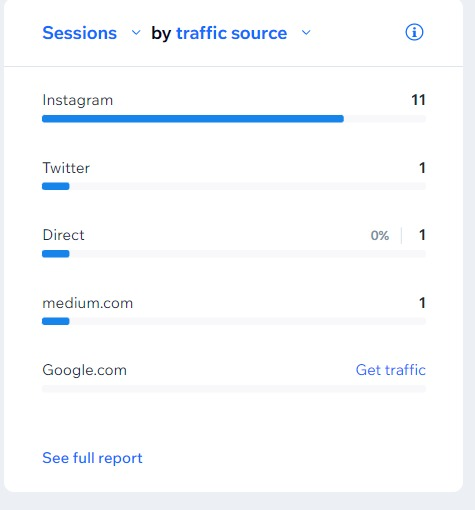 Sessions by traffic source
Instagram 11
Twitter 1
Direct 0% 1
medium.com 1
Google.com Get traffic
See full report